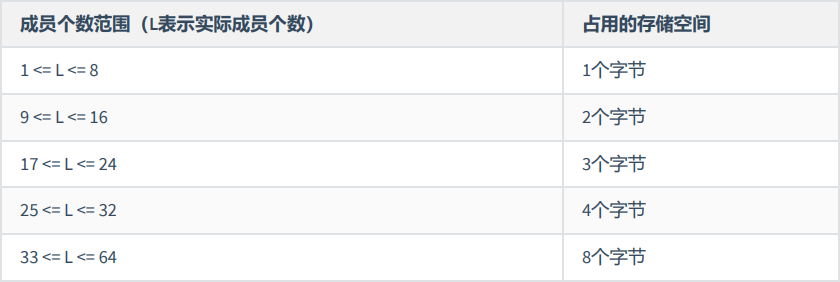 成员个数范围（L表示实际成员个数） 占用的存储空间
1 <= L <= 8 1个字节
9 <= L <= 16 2个字节
17 <= L <= 24 3个字节
25 <= L <= 32 4个字节
33 <= L <= 64 8个字节